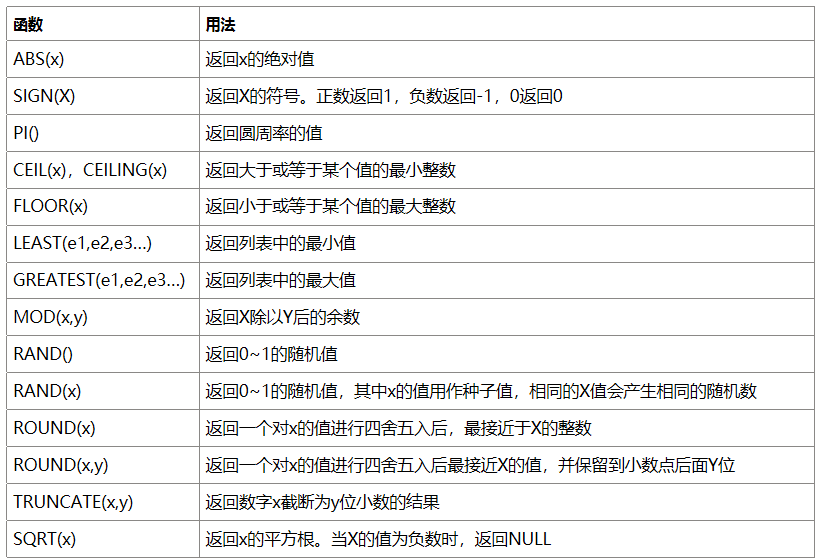 函数 用法
ABS(x) 返回x的绝对值
SIGN(X) 返回X的符号。正数返回1，负数返回-1，0返回0
PI() 返回圆周率的值
CEIL(x)，CEILING(x) 返回大于或等于某个值的最小整数
FLOOR(x) 返回小于或等于某个值的最大整数
LEAST(e1,e2,e3…) 返回列表中的最小值
GREATEST(e1,e2,e3…) 返回列表中的最大值
MOD(x,y) 返回X除以Y后的余数
RAND() 返回0~1的随机值
RAND(x) 返回0~1的随机值，其中x的值用作种子值，相同的X值会产生相同的随机数
ROUND(x) 返回一个对x的值进行四舍五入后，最接近于X的整数
ROUND(x,y) 返回一个对x的值进行四舍五入后最接近X的值，并保留到小数点后面Y位
TRUNCATE(x,y) 返回数字x截断为y位小数的结果
SQRT(x) 返回x的平方根。当X的值为负数时，返回NULL